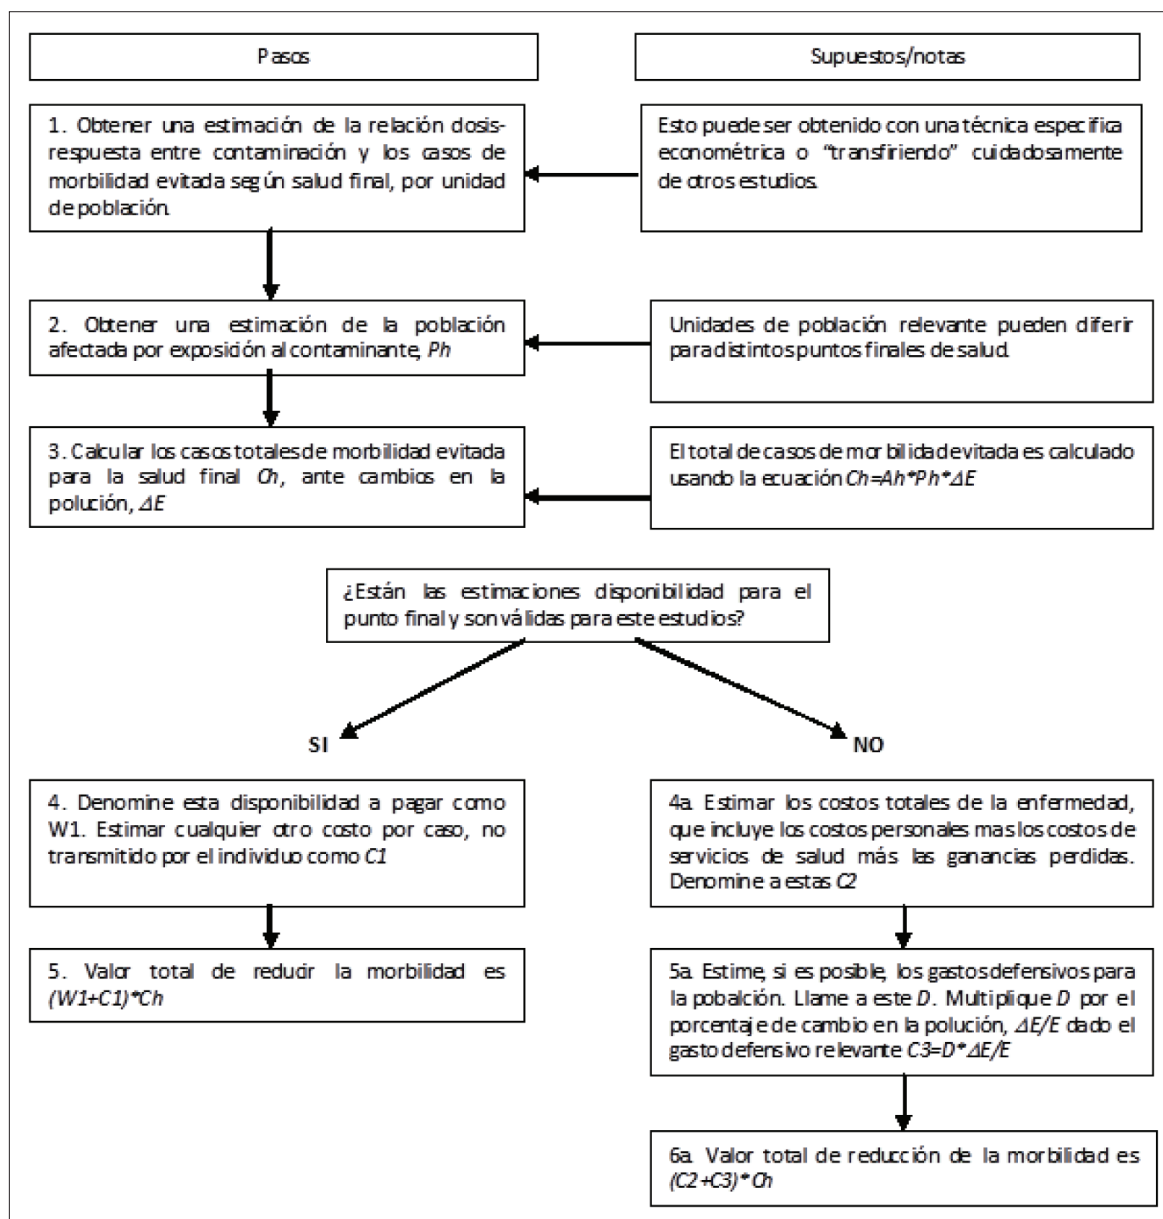 Pasos
Supuestos/notas
1. Obtener una estimación de la relación dosis-
respuesta entre contaminación y los casos de
morbilidad evitada según salud final, por unidad
de población.
Esto puede ser obtenido con una técnica específica
econométrica o “transfiriendo” cuidadosamente
de otros estudios.
2. Obtener una estimación de la población
afectada por exposición al contaminante, Ph
Unidades de población relevante pueden diferir
para distintos puntos finales de salud.
3. Calcular los casos totales de morbilidad evitada
para la salud final Ch, ante cambios en la
polución, ΔE
El total de casos de morbilidad evitada es calculado
usando la ecuación Ch=Ah*Ph*ΔE
¿Están las estimaciones disponibilidad para el
punto final y son válidas para este estudios?
SI
NO
4. Denomine esta disponibilidad a pagar como
W1. Estimar cualquier otro costo por caso, no
transmitido por el individuo como C1
4a. Estimar los costos totales de la enfermedad,
que incluye los costos personales mas los costos de
servicios de salud más las ganancias perdidas.
Denomine a estas C2
5. Valor total de reducir la morbilidad es
(W1+C1)*Ch
5a. Estime, si es posible, los gastos defensivos para
la pobalción. Llame a este D. Multiplique D por el
porcentaje de cambio en la polución, ΔE/E dado el
gasto defensivo relevante C3=D*ΔE/E
6a. Valor total de reducción de la morbilidad es
(C2+C3)*Ch